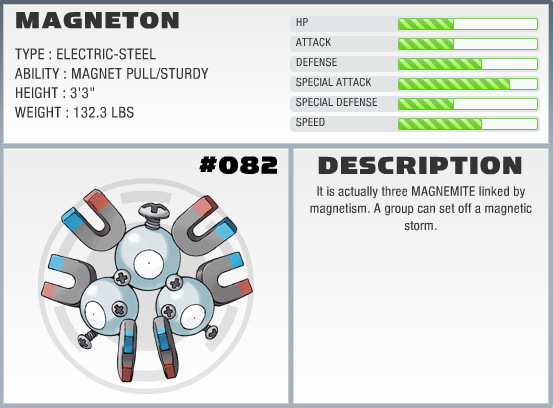 MAGNETON
TYPE : ELECTRIC-STEEL
ABILITY : MAGNET PULL/STURDY
HEIGHT : 3'3"
WEIGHT : 132.3 LBS
HP
ATTACK
DEFENSE
SPECIAL ATTACK
SPECIAL DEFENSE
SPEED
#082
DESCRIPTION
It is actually three MAGNEMITE linked by
magnetism. A group can set off a magnetic
storm.